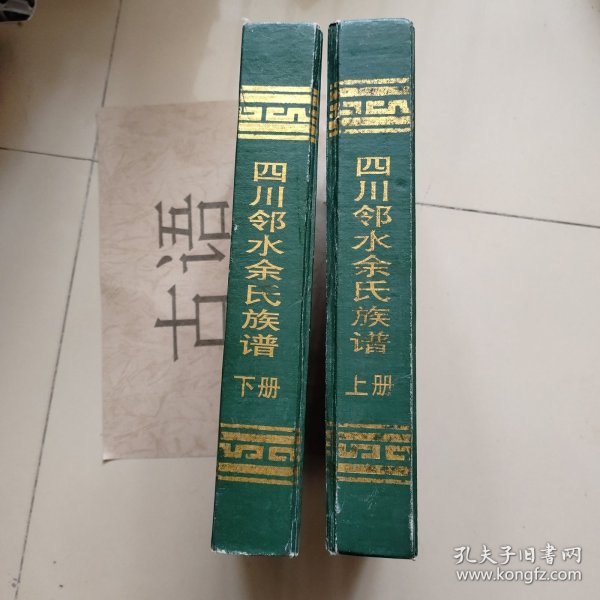 四川邻水余氏族谱
下册
四川邻水余氏族谱
上册
古语
孔夫子旧书网
www.kongfz.com